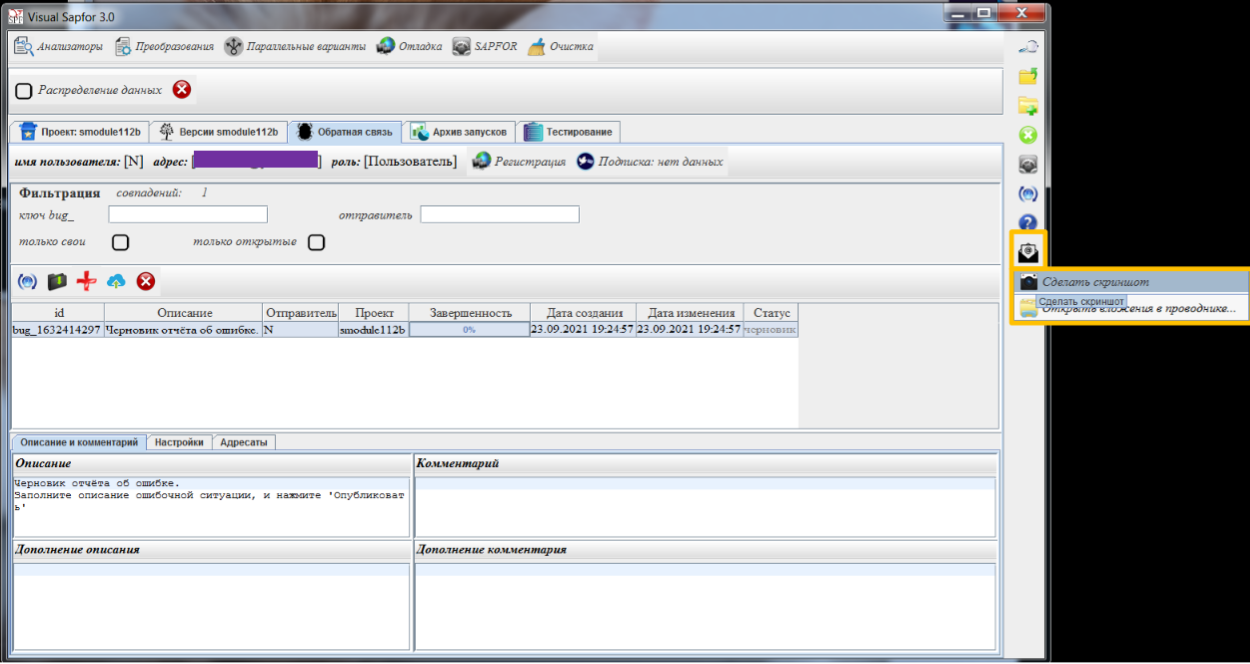 Visual Sapfor 3.0
Анализаторы Преобразования Параллельные варианты Отладка SAPFOR Очистка
Распределение данных
Проект: smodule112b Версии smodule112b Обратная связь Архив запусков Тестирование
имя пользователя: [N] адрес: [ ] роль: [Пользователь] Регистрация Подписка: нет данных
Фильтрация совпадений: 1
ключ bug_ отправитель
только свои только открытые
Сделать скриншот
Сделать скриншот
Открыть вложения в проводнике...
id Описание Отправитель Проект Завершенность Дата создания Дата изменения Статус
bug_1632414297 Черновик отчёта об ошибке. N smodule112b 0% 23.09.2021 19:24:57 23.09.2021 19:24:57 черновик
Описание и комментарий Настройки Адресаты
Описание Комментарий
Черновик отчёта об ошибке.
Заполните описание ошибочной ситуации, и нажмите 'Опубликоват
ь'
Дополнение описания Дополнение комментария